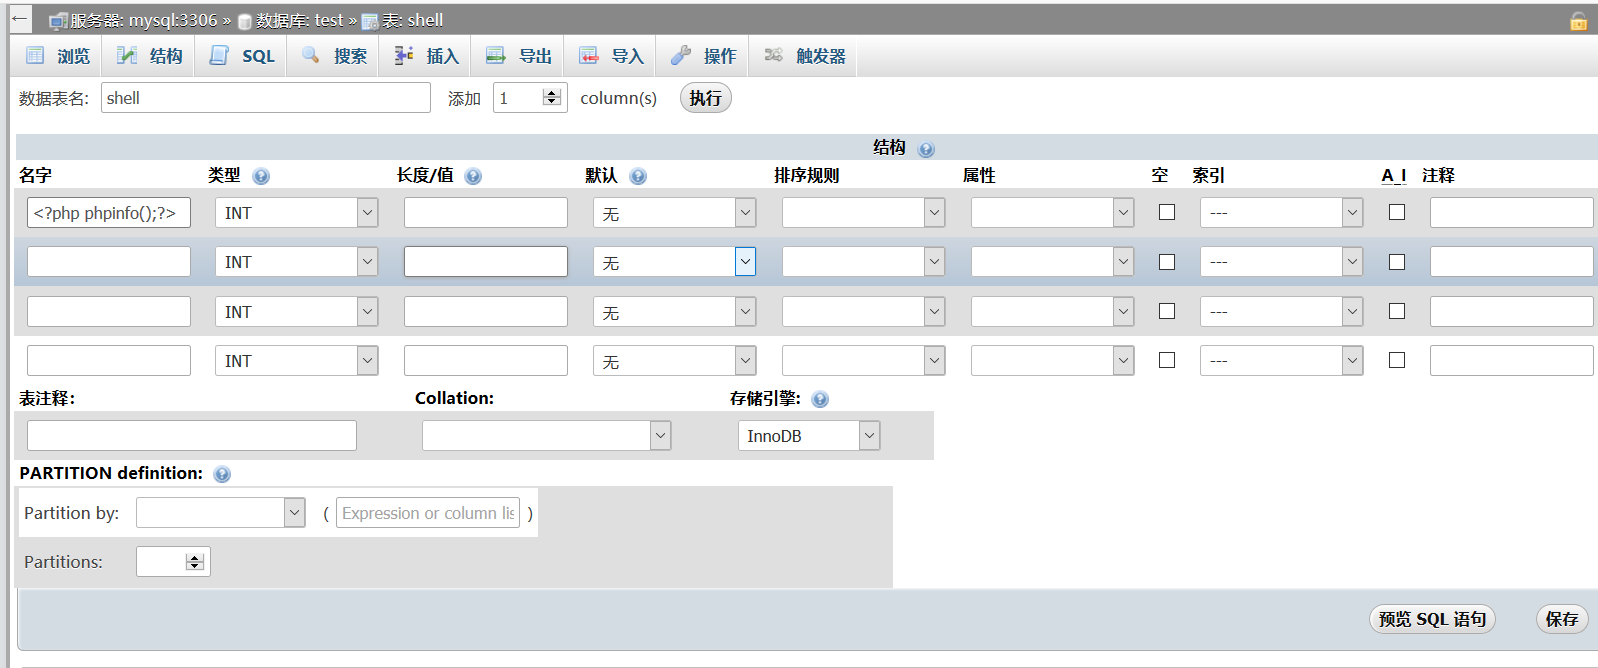 服务器: mysql:3306 » 数据库: test » 表: shell
浏览 结构 SQL 搜索 插入 导出 导入 操作 触发器
数据表名: shell 添加 1 column(s) 执行
结构
名字 类型 长度/值 默认 排序规则 属性 空 索引 A_I 注释
<?php phpinfo();?> INT 无 ---
INT 无 ---
INT 无 ---
INT 无 ---
表注释: Collation: 存储引擎:
InnoDB
PARTITION definition:
Partition by: ( Expression or column lis )
Partitions:
预览 SQL 语句 保存